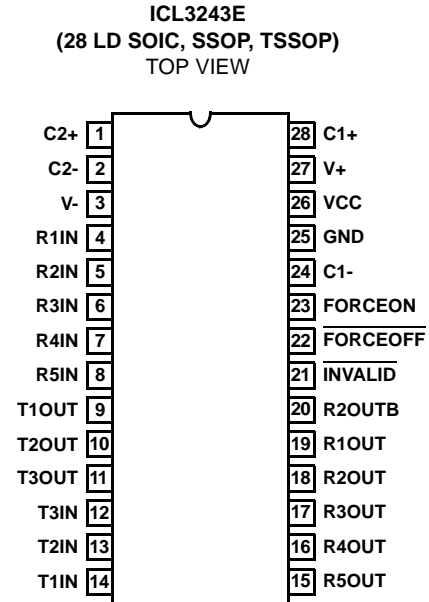 ICL3243E
(28 LD SOIC, SSOP, TSSOP)
TOP VIEW
C2+ 1 28 C1+
C2- 2 27 V+
V- 3 26 VCC
R1IN 4 25 GND
R2IN 5 24 C1-
R3IN 6 23 FORCEON
R4IN 7 22 FORCEOFF
R5IN 8 21 INVALID
T1OUT 9 20 R2OUTB
T2OUT 10 19 R1OUT
T3OUT 11 18 R2OUT
T3IN 12 17 R3OUT
T2IN 13 16 R4OUT
T1IN 14 15 R5OUT